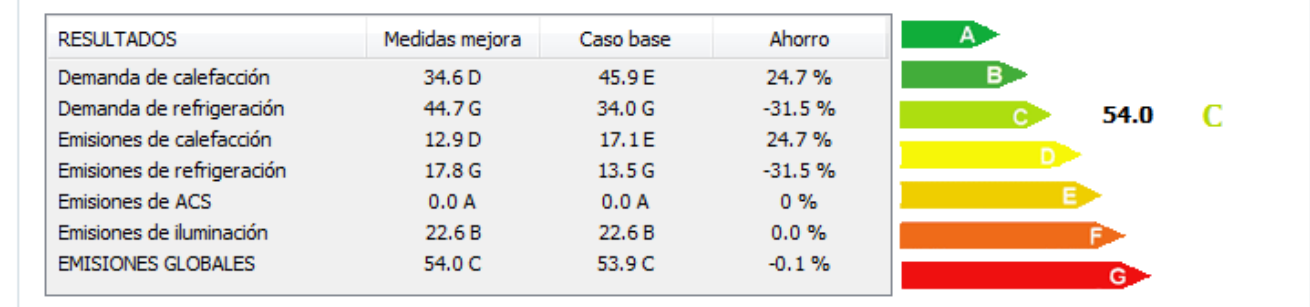 RESULTADOS Medidas mejora Caso base Ahorro
Demanda de calefacción 34.6 D 45.9 E 24.7 %
Demanda de refrigeración 44.7 G 34.0 G -31.5 %
Emisiones de calefacción 12.9 D 17.1 E 24.7 %
Emisiones de refrigeración 17.8 G 13.5 G -31.5 %
Emisiones de ACS 0.0 A 0.0 A 0 %
Emisiones de iluminación 22.6 B 22.6 B 0.0 %
EMISIONES GLOBALES 54.0 C 53.9 C -0.1 %
A
B
C 54.0 C
D
E
F
G